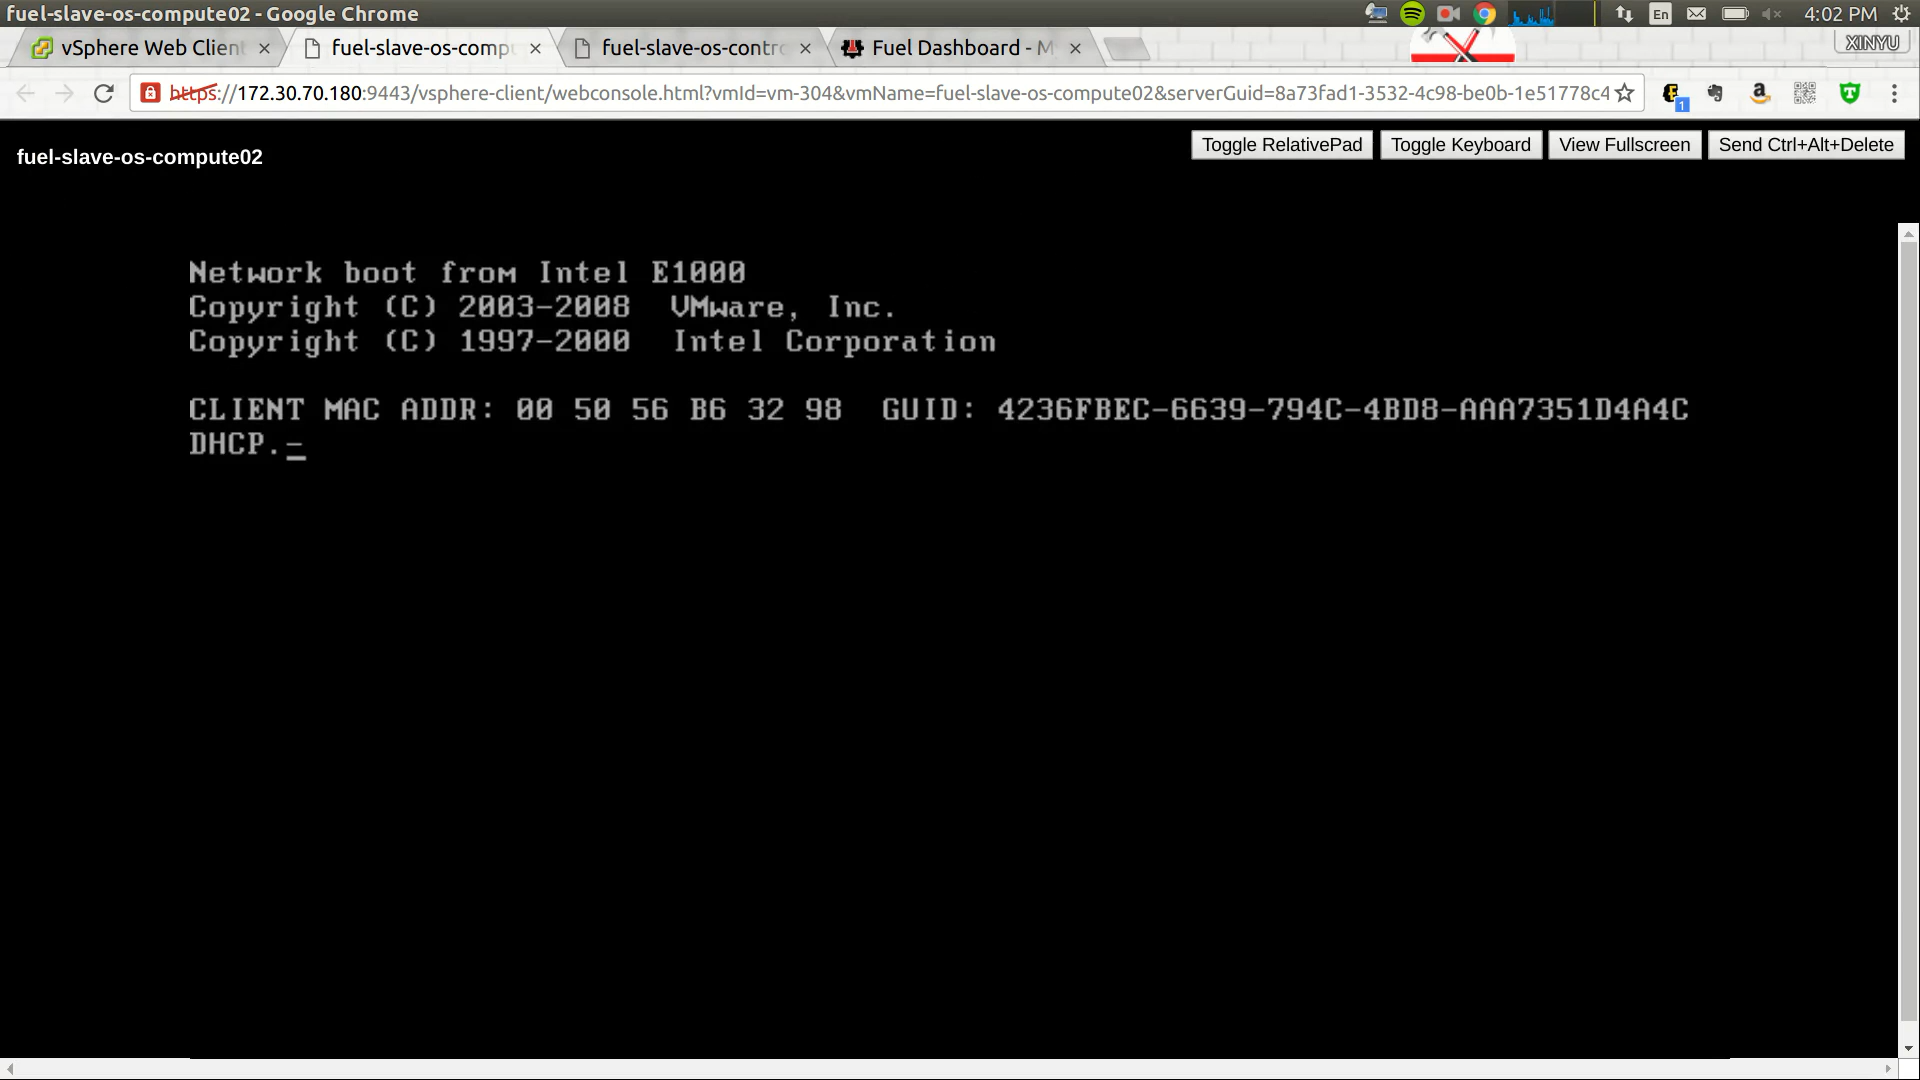 fuel-slave-os-compute02 - Google Chrome
En
4:02 PM
vSphere Web Client
fuel-slave-os-comp
fuel-slave-os-contr
Fuel Dashboard - M
XINYU
https://172.30.70.180:9443/vsphere-client/webconsole.html?vmId=vm-304&vmName=fuel-slave-os-compute02&serverGuid=8a73fad1-3532-4c98-be0b-1e51778c4
1
fuel-slave-os-compute02
Toggle RelativePad
Toggle Keyboard
View Fullscreen
Send Ctrl+Alt+Delete
Network boot from Intel E1000
Copyright (C) 2003-2008  VMware, Inc.
Copyright (C) 1997-2000  Intel Corporation
CLIENT MAC ADDR: 00 50 56 B6 32 98  GUID: 4236FBEC-6639-794C-4BD8-AAA7351D4A4C
DHCP.